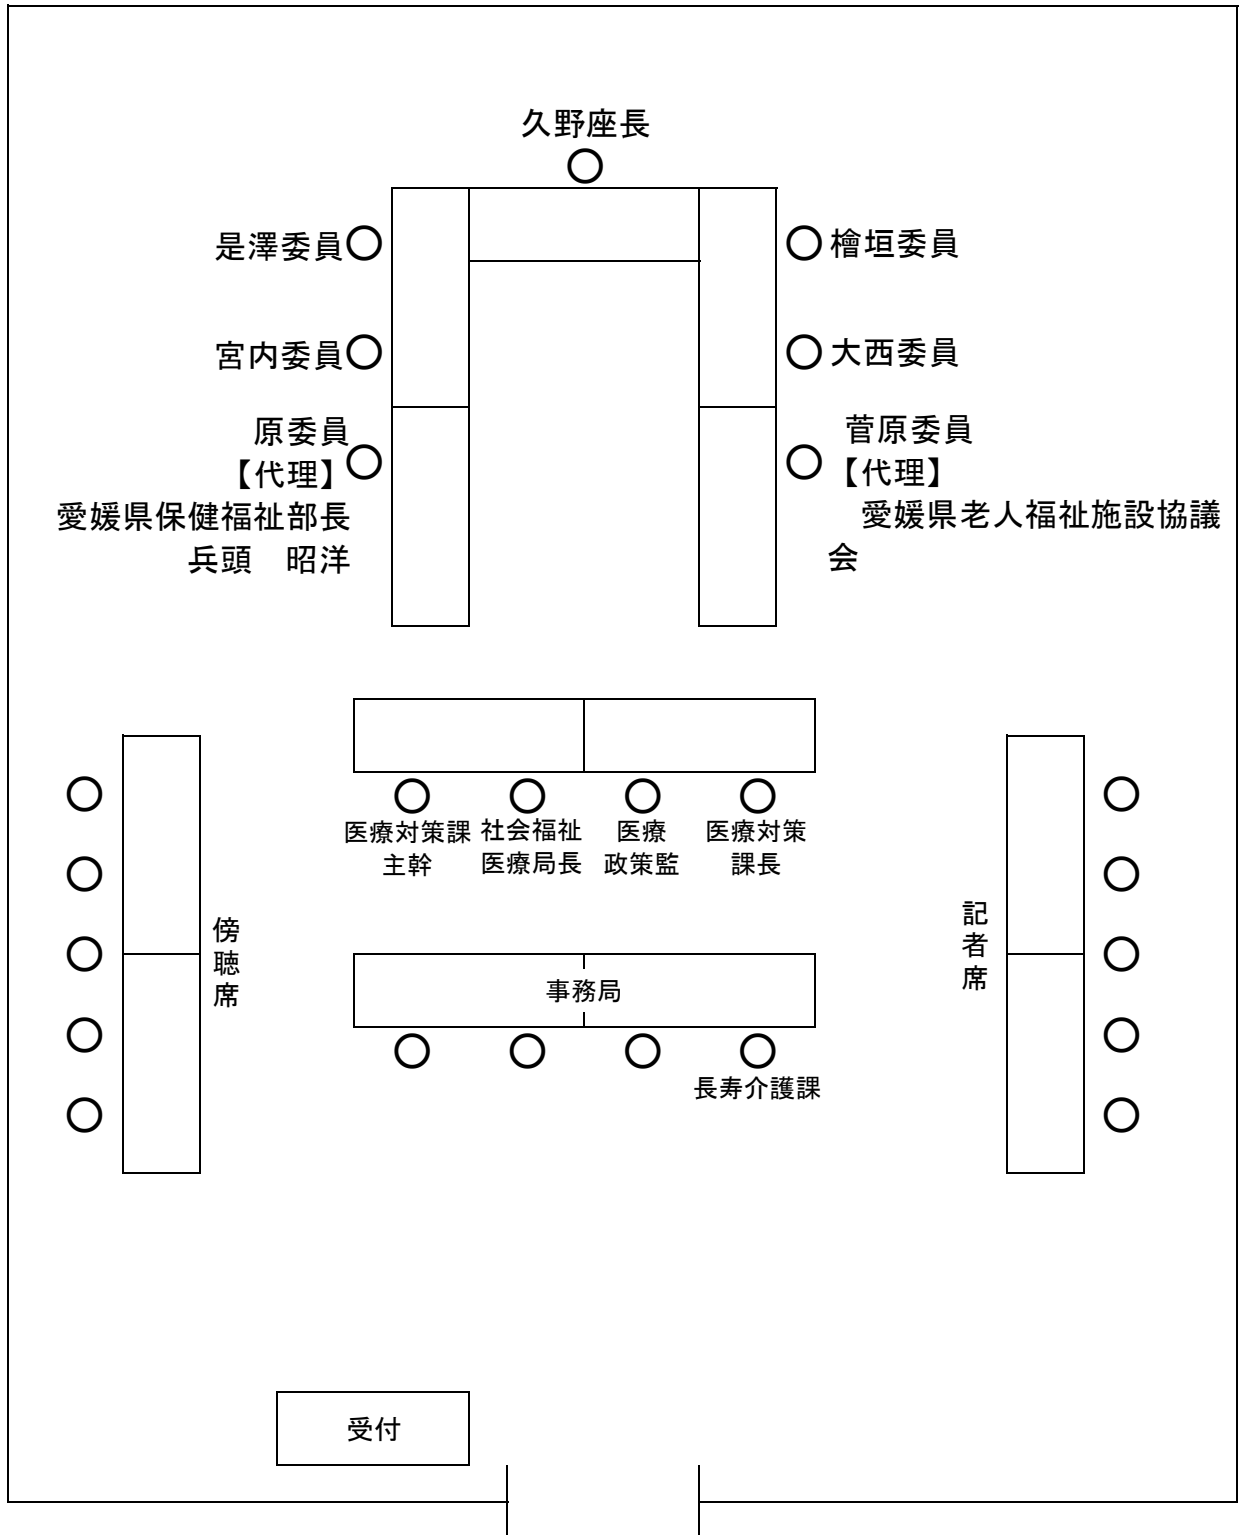 久野座長
是澤委員
檜垣委員
宮内委員
大西委員
原委員
【代理】
愛媛県保健福祉部長
兵頭　昭洋
菅原委員
【代理】
愛媛県老人福祉施設協議
会
医療対策課
主幹
社会福祉
医療局長
医療
政策監
医療対策
課長
傍聴席
記者席
事務局
長寿介護課
受付